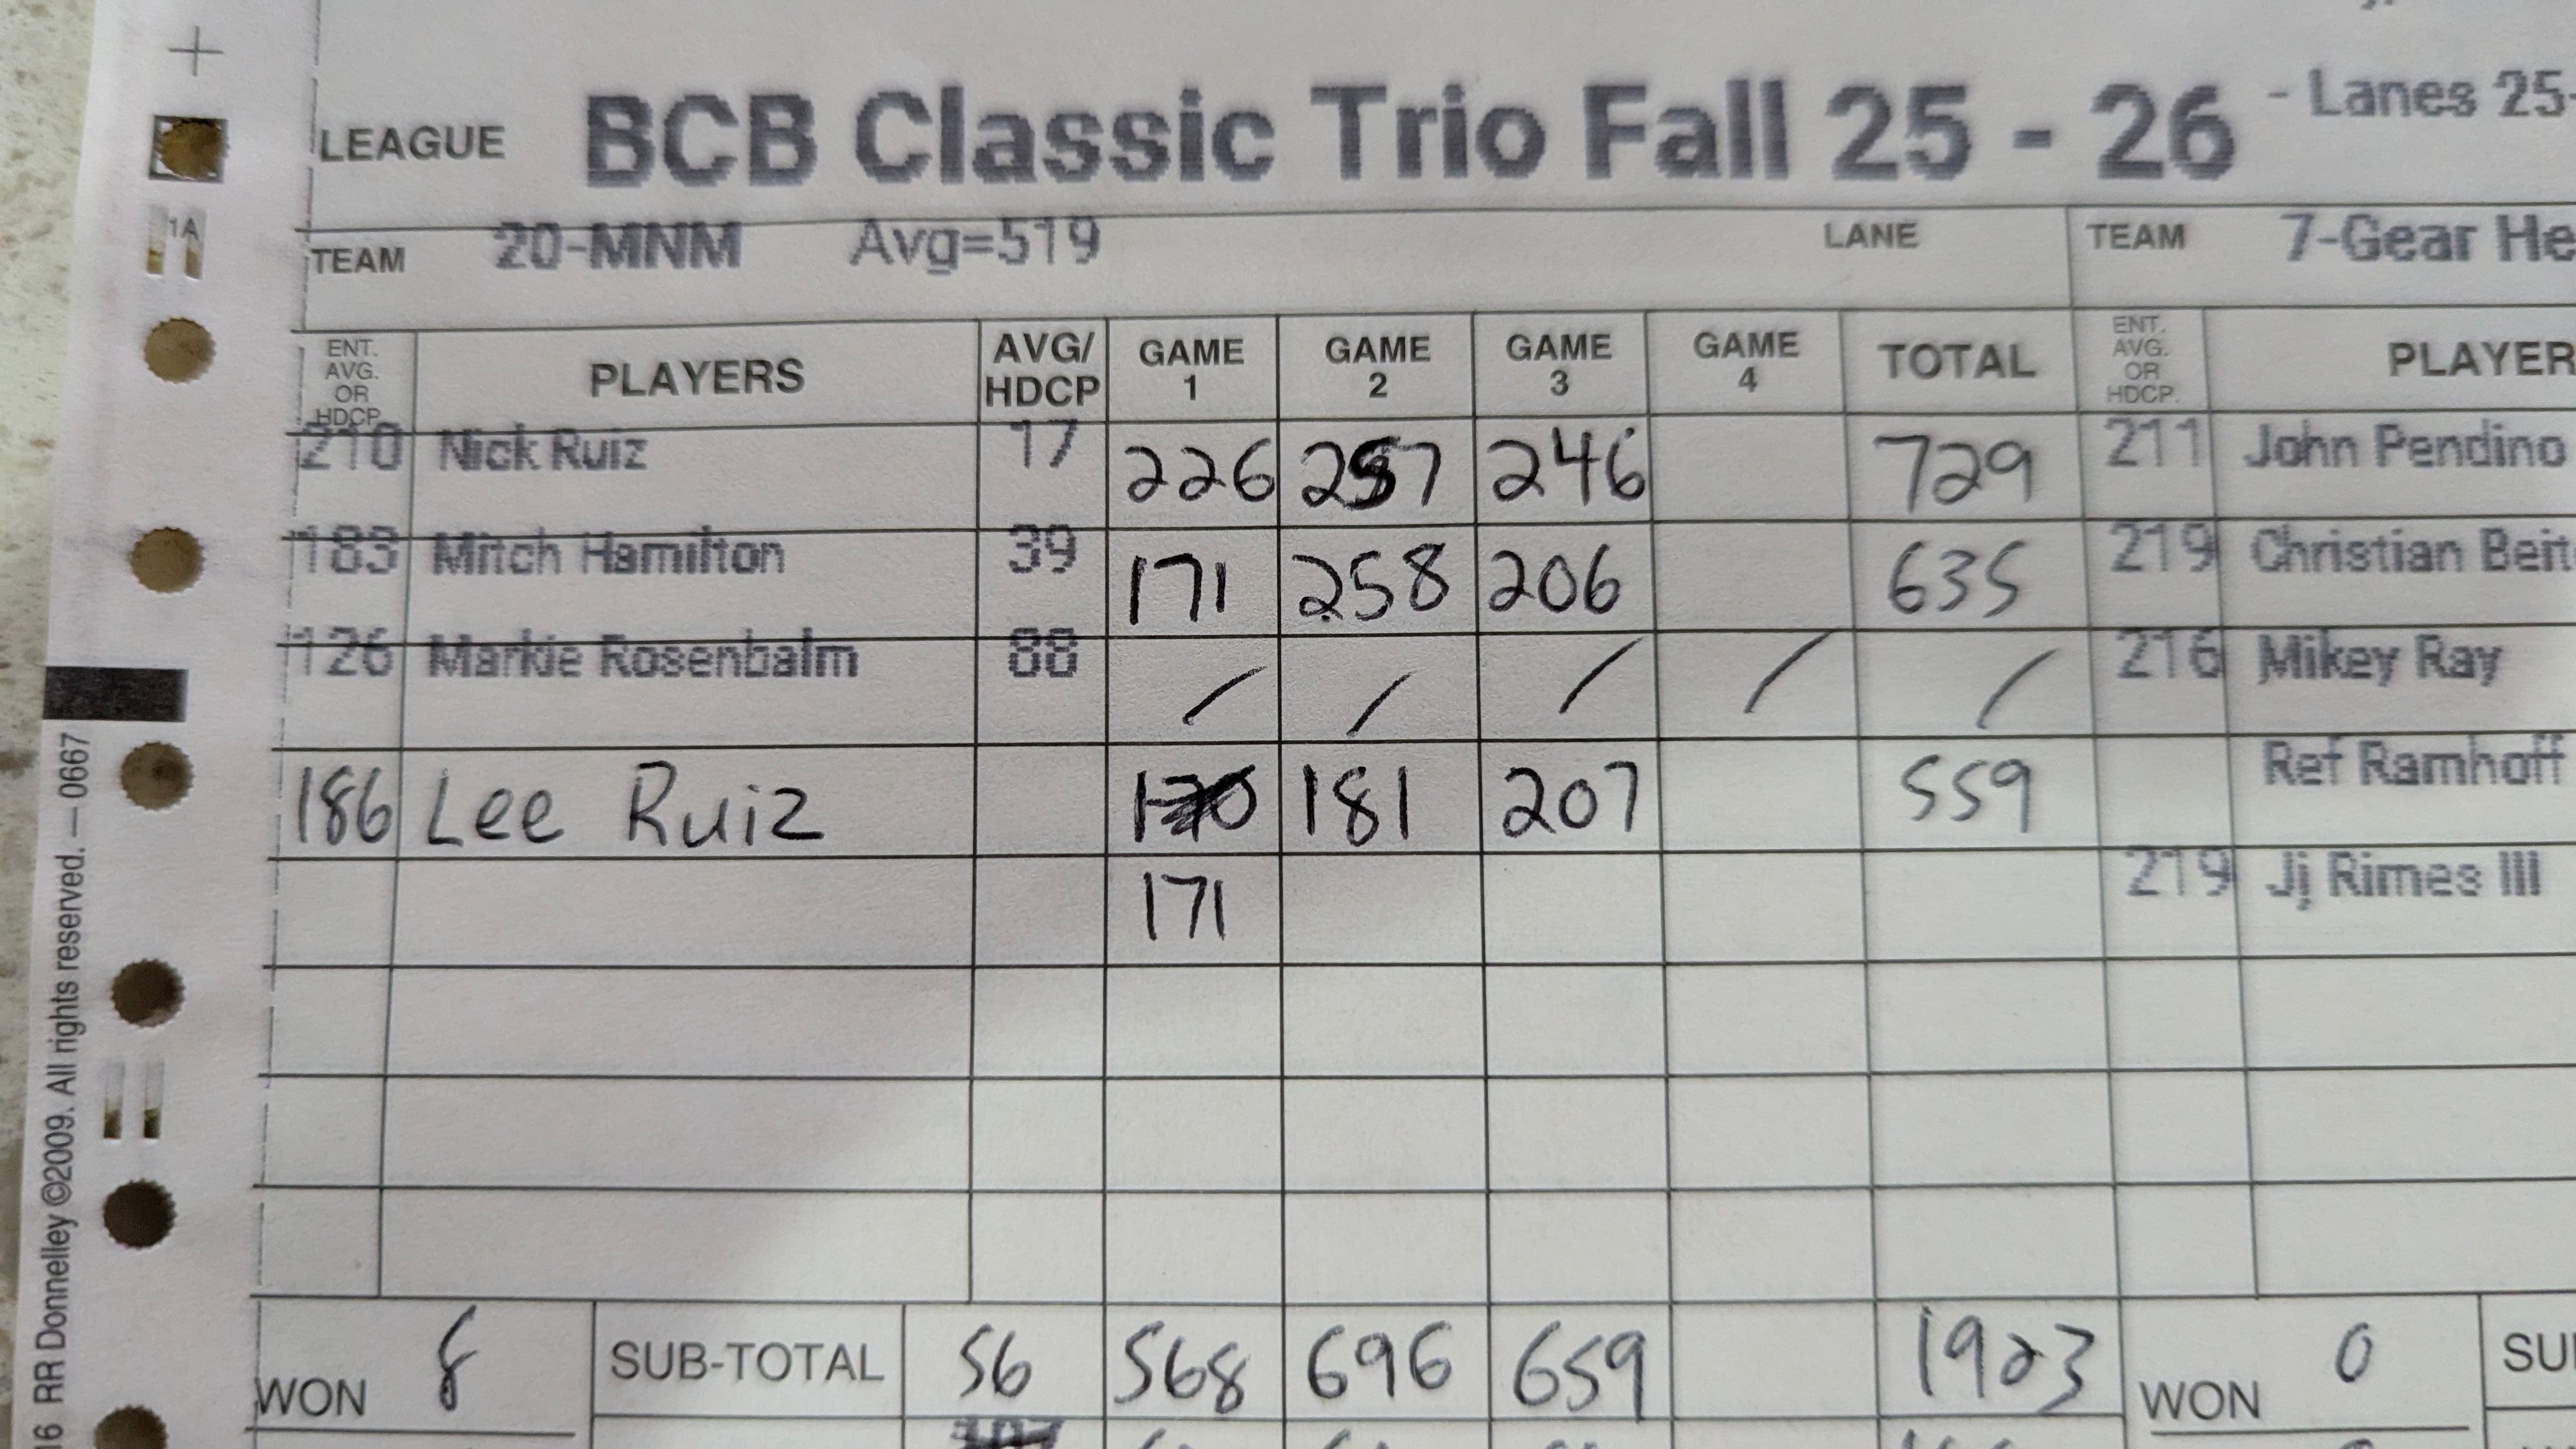 LEAGUE BCB Classic Trio Fall 25 - 26 - Lanes 25-
1A
TEAM 20-MNM Avg=519 LANE TEAM 7-Gear He
ENT. AVG. OR HDCP. PLAYERS AVG/ HDCP GAME 1 GAME 2 GAME 3 GAME 4 TOTAL ENT. AVG. OR HDCP. PLAYER
210 Nick Ruiz 17 226 257 246 729 211 John Pendino
183 Mitch Hamilton 39 171 258 206 635 219 Christian Beit
126 Markie Rosenbalm 88 / / / / / 216 Mikey Ray
186 Lee Ruiz 170 181 207 559 Ref Ramhoff
171 219 Jj Rimes III
WON 8 SUB-TOTAL 56 568 696 659 1923 WON 0 SU
16 RR Donnelley ©2009. All rights reserved. — 0667